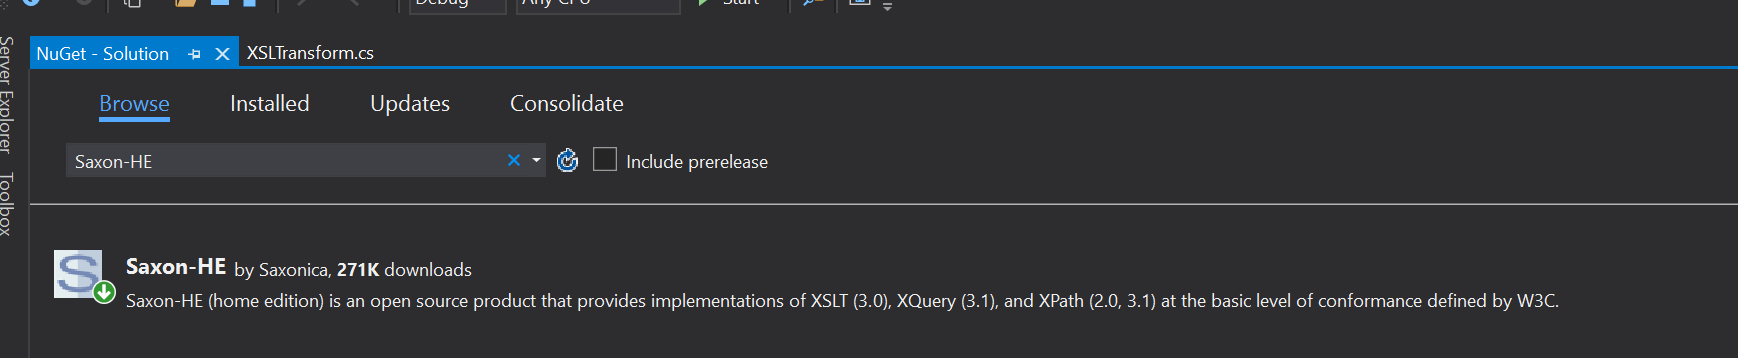 Debug Any CPU Start
NuGet - Solution XSLTransform.cs
Server Explorer
Toolbox
Browse Installed Updates Consolidate
Saxon-HE Include prerelease
S
Saxon-HE by Saxonica, 271K downloads
Saxon-HE (home edition) is an open source product that provides implementations of XSLT (3.0), XQuery (3.1), and XPath (2.0, 3.1) at the basic level of conformance defined by W3C.